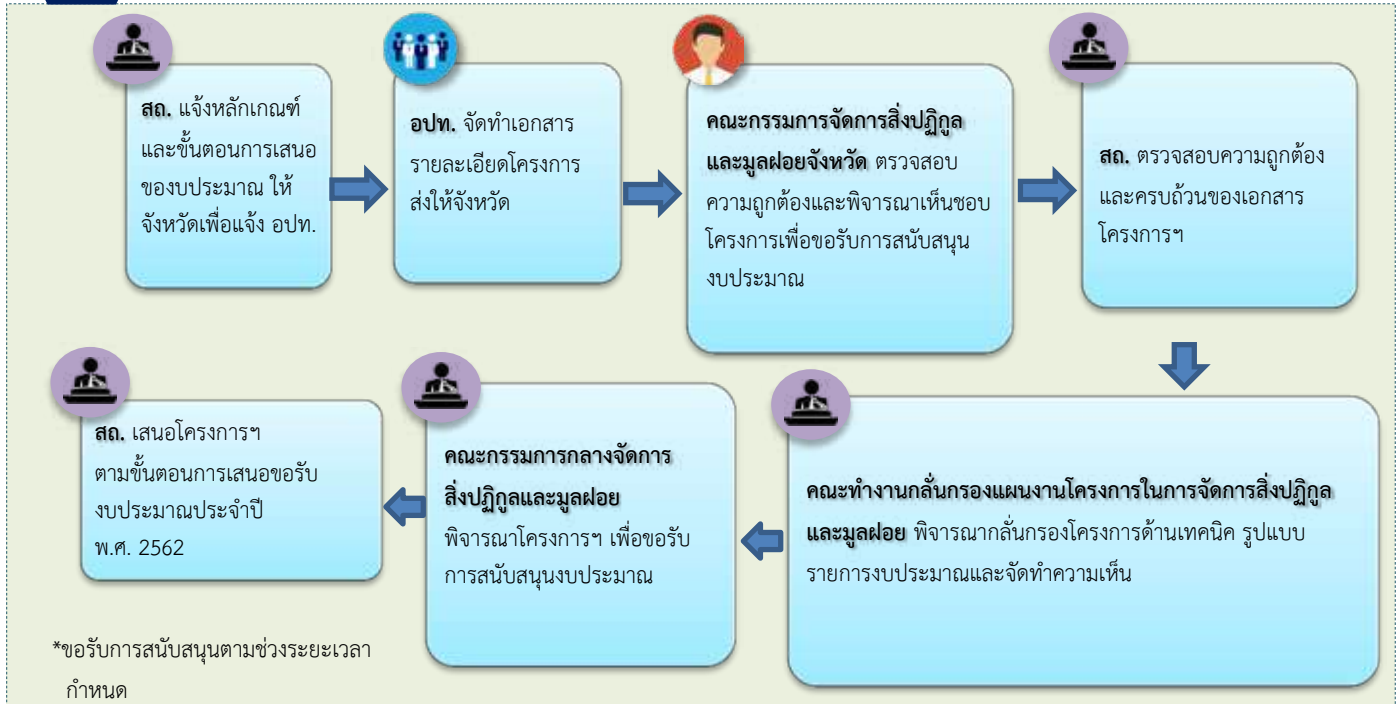 สถ. แจ้งหลักเกณฑ์
และขั้นตอนการเสนอ
ของบประมาณ ให้
จังหวัดเพื่อแจ้ง อปท.
อปท. จัดทำเอกสาร
รายละเอียดโครงการ
ส่งให้จังหวัด
คณะกรรมการจัดการสิ่งปฏิกูล
และมูลฝอยจังหวัด ตรวจสอบ
ความถูกต้องและพิจารณาเห็นชอบ
โครงการเพื่อขอรับการสนับสนุน
งบประมาณ
สถ. ตรวจสอบความถูกต้อง
และครบถ้วนของเอกสาร
โครงการฯ
คณะทำงานกลั่นกรองแผนงานโครงการในการจัดการสิ่งปฏิกูล
และมูลฝอย พิจารณากลั่นกรองโครงการด้านเทคนิค รูปแบบ
รายการงบประมาณและจัดทำความเห็น
คณะกรรมการกลางจัดการ
สิ่งปฏิกูลและมูลฝอย
พิจารณาโครงการฯ เพื่อขอรับ
การสนับสนุนงบประมาณ
สถ. เสนอโครงการฯ
ตามขั้นตอนการเสนอขอรับ
งบประมาณประจำปี
พ.ศ. 2562
*ขอรับการสนับสนุนตามช่วงระยะเวลา
กำหนด